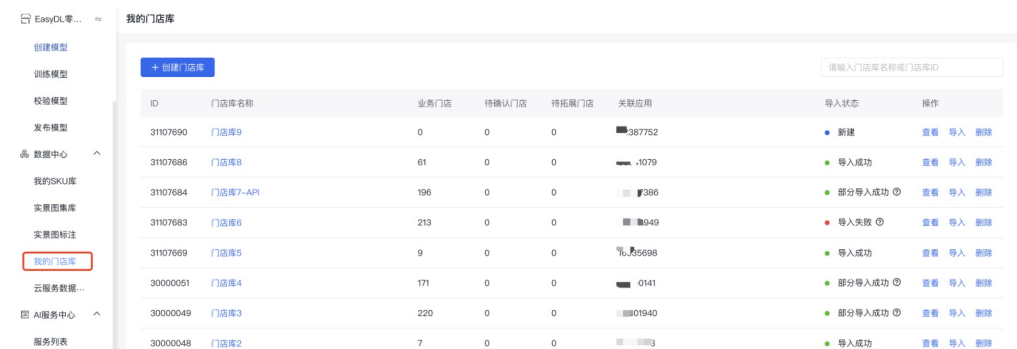 EasyDL零...
创建模型
训练模型
校验模型
发布模型
数据中心
我的SKU库
实景图集库
实景图标注
我的门店库
云服务数据...
AI服务中心
服务列表
我的门店库
+ 创建门店库
请输入门店库名称或门店库ID
ID 门店库名称 业务门店 待确认门店 待拓展门店 关联应用 导入状态 操作
31107690 门店库9 0 0 0 387752 新建 查看 导入 删除
31107686 门店库8 61 0 0 1079 导入成功 查看 导入 删除
31107684 门店库7-API 196 0 0 386 部分导入成功 查看 导入 删除
31107683 门店库6 213 0 0 949 导入失败 查看 导入 删除
31107669 门店库5 9 0 0 35698 导入成功 查看 导入 删除
30000051 门店库4 171 0 0 0141 部分导入成功 查看 导入 删除
30000049 门店库3 220 0 0 01940 部分导入成功 查看 导入 删除
30000048 门店库2 7 0 0 导入成功 查看 导入 删除